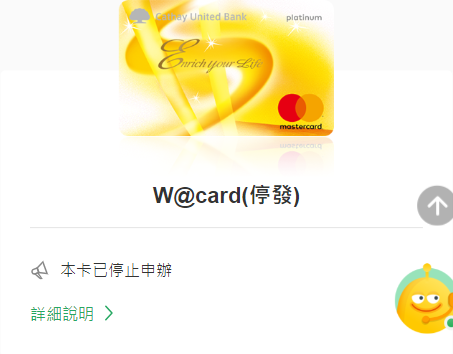 Cathay United Bank
platinum
Enrich your Life
mastercard
W@card(停發)
本卡已停止申辦
詳細說明